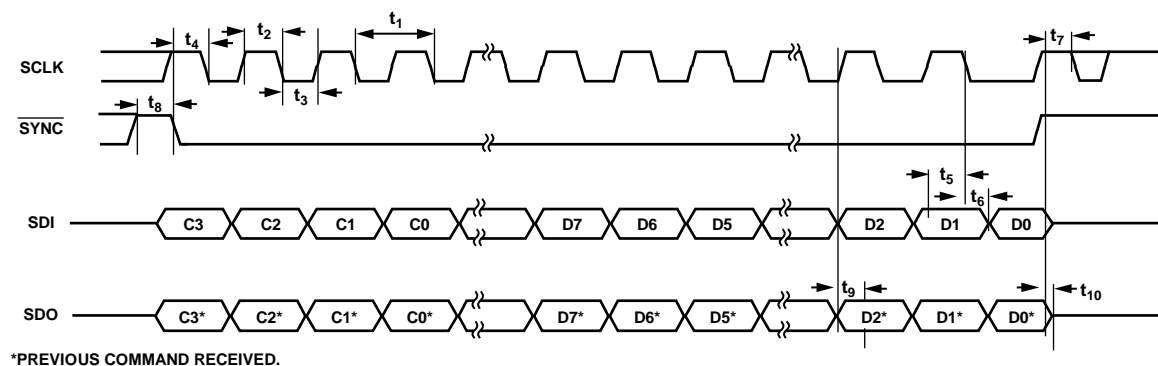 t4
t2
t1
t7
SCLK
t3
t8
SYNC
t5
t6
SDI
C3 C2 C1 C0 D7 D6 D5 D2 D1 D0
t9
t10
SDO
C3* C2* C1* C0* D7* D6* D5* D2* D1* D0*
*PREVIOUS COMMAND RECEIVED.